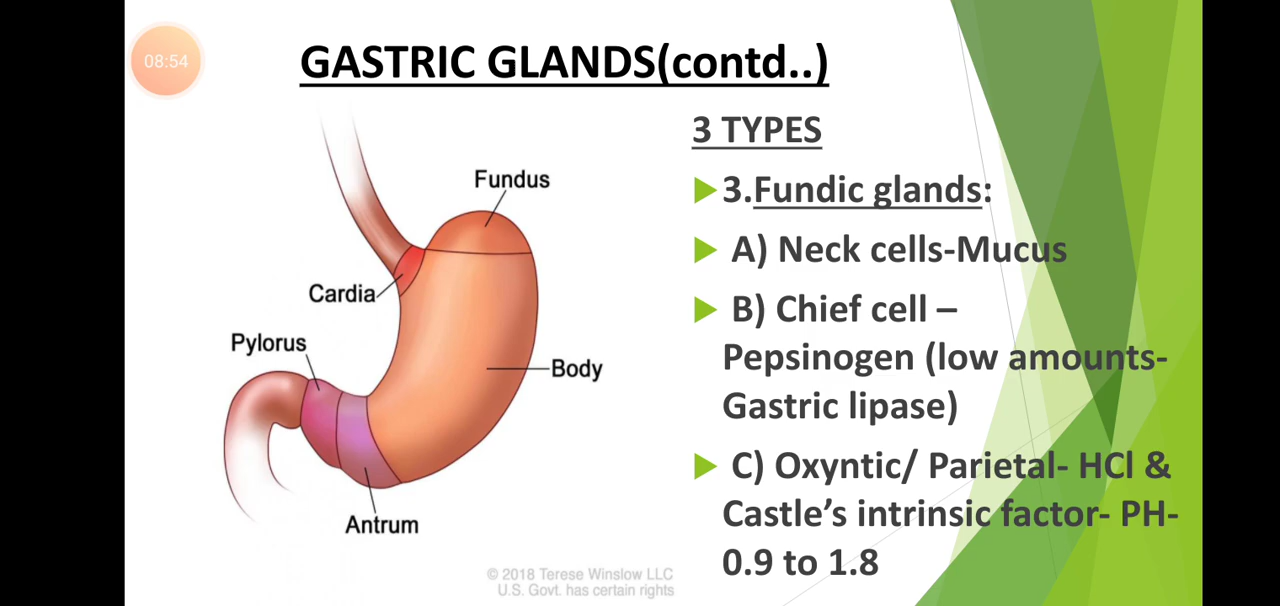 08:54
GASTRIC GLANDS(contd..)
Fundus
Cardia
Pylorus
Body
Antrum
© 2018 Terese Winslow LLC
U.S. Govt. has certain rights
3 TYPES
3.Fundic glands:
A) Neck cells-Mucus
B) Chief cell –
Pepsinogen (low amounts-
Gastric lipase)
C) Oxyntic/ Parietal- HCl &
Castle’s intrinsic factor- PH-
0.9 to 1.8